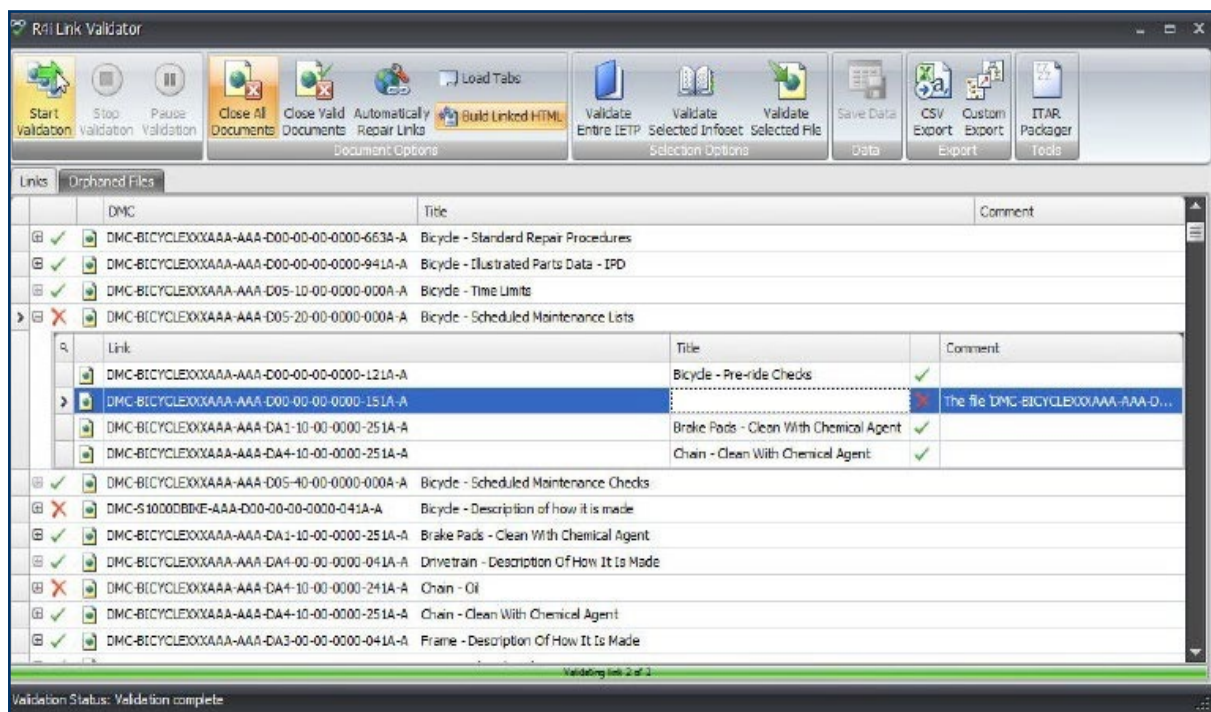 R4i Link Validator
Start Validation
Stop Validation
Pause Validation
Close All Documents
Close Valid Documents
Automatically Repair Links
Load Tabs
Build Linked HTML
Document Options
Validate Entire IETP
Validate Selected Infoset
Validate Selected File
Selection Options
Save Data
Data
CSV Export
Custom Export
Export
ITAR Packager
Tools
Links Orphaned Files
DMC Title Comment
DMC-BICYCLEXXXAAA-AAA-D00-00-00-0000-663A-A Bicycle - Standard Repair Procedures
DMC-BICYCLEXXXAAA-AAA-D00-00-00-0000-941A-A Bicycle - Illustrated Parts Data - IPD
DMC-BICYCLEXXXAAA-AAA-D05-10-00-0000-000A-A Bicycle - Time Limits
DMC-BICYCLEXXXAAA-AAA-D05-20-00-0000-000A-A Bicycle - Scheduled Maintenance Lists
Link Title Comment
DMC-BICYCLEXXXAAA-AAA-D00-00-00-0000-121A-A Bicycle - Pre-ride Checks
DMC-BICYCLEXXXAAA-AAA-D00-00-00-0000-151A-A The file 'DMC-BICYCLEXXXAAA-AAA-D...
DMC-BICYCLEXXXAAA-AAA-DA1-10-00-0000-251A-A Brake Pads - Clean With Chemical Agent
DMC-BICYCLEXXXAAA-AAA-DA4-10-00-0000-251A-A Chain - Clean With Chemical Agent
DMC-BICYCLEXXXAAA-AAA-D05-40-00-0000-000A-A Bicycle - Scheduled Maintenance Checks
DMC-S1000DBIKE-AAA-D00-00-00-0000-041A-A Bicycle - Description of how it is made
DMC-BICYCLEXXXAAA-AAA-DA1-10-00-0000-251A-A Brake Pads - Clean With Chemical Agent
DMC-BICYCLEXXXAAA-AAA-DA4-00-00-0000-041A-A Drivetrain - Description Of How It Is Made
DMC-BICYCLEXXXAAA-AAA-DA4-10-00-0000-241A-A Chain - Oil
DMC-BICYCLEXXXAAA-AAA-DA4-10-00-0000-251A-A Chain - Clean With Chemical Agent
DMC-BICYCLEXXXAAA-AAA-DA3-00-00-0000-041A-A Frame - Description Of How It Is Made
Validating link 2 of 2
Validation Status: Validation complete